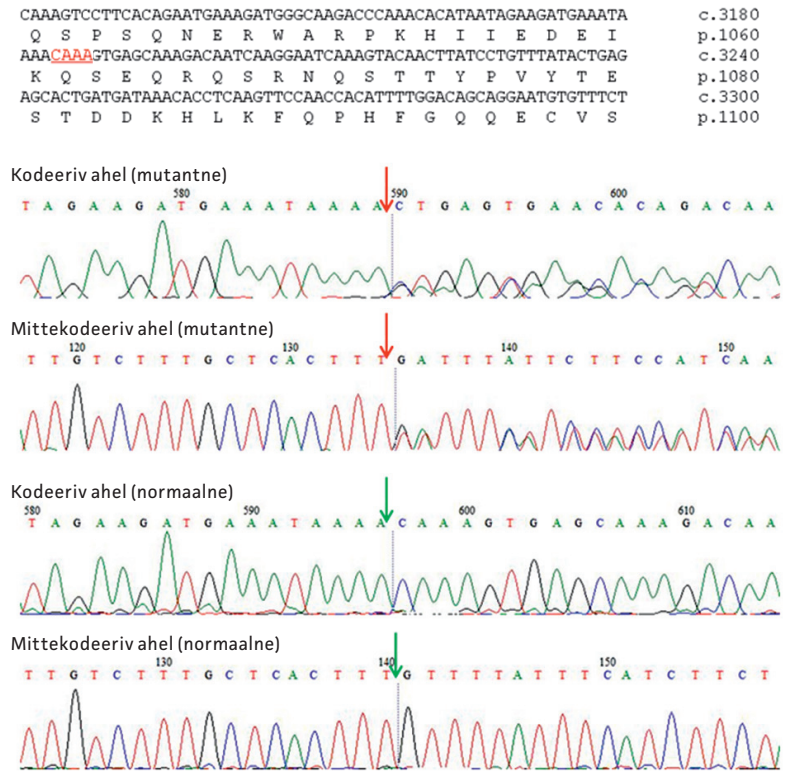 CAAAGTCCTTCACAGAATGAAAGATGGGCAAGACCCAAACACATAATAGAAGATGAAATA c.3180
Q S P S Q N E R W A R P K H I I E D E I p.1060
AAACAAAGTGAGCAAAGACAATCAAGGAATCAAAGTACAACTTATCCTGTTTATACTGAG c.3240
K Q S E Q R Q S R N Q S T T Y P V Y T E p.1080
AGCACTGATGATAAACACCTCAAGTTCCAACCACATTTTGGACAGCAGGAATGTGTTTCT c.3300
S T D D K H L K F Q P H F G Q Q E C V S p.1100
Kodeeriv ahel (mutantne)
580 590 600
T A G A A G A T G A A A T A A A A C T G A G T G A A C A C A G A C A A
Mittekodeeriv ahel (mutantne)
120 130 140 150
T T G T C T T T G C T C A C T T T G A T T T A T T C T T C C A T C A A
Kodeeriv ahel (normaalne)
580 590 600 610
T A G A A G A T G A A A T A A A A C A A A G T G A G C A A A G A C A A
Mittekodeeriv ahel (normaalne)
130 140 150
T T G T C T T T G C T C A C T T T G T T T T A T T T C A T C T T C T